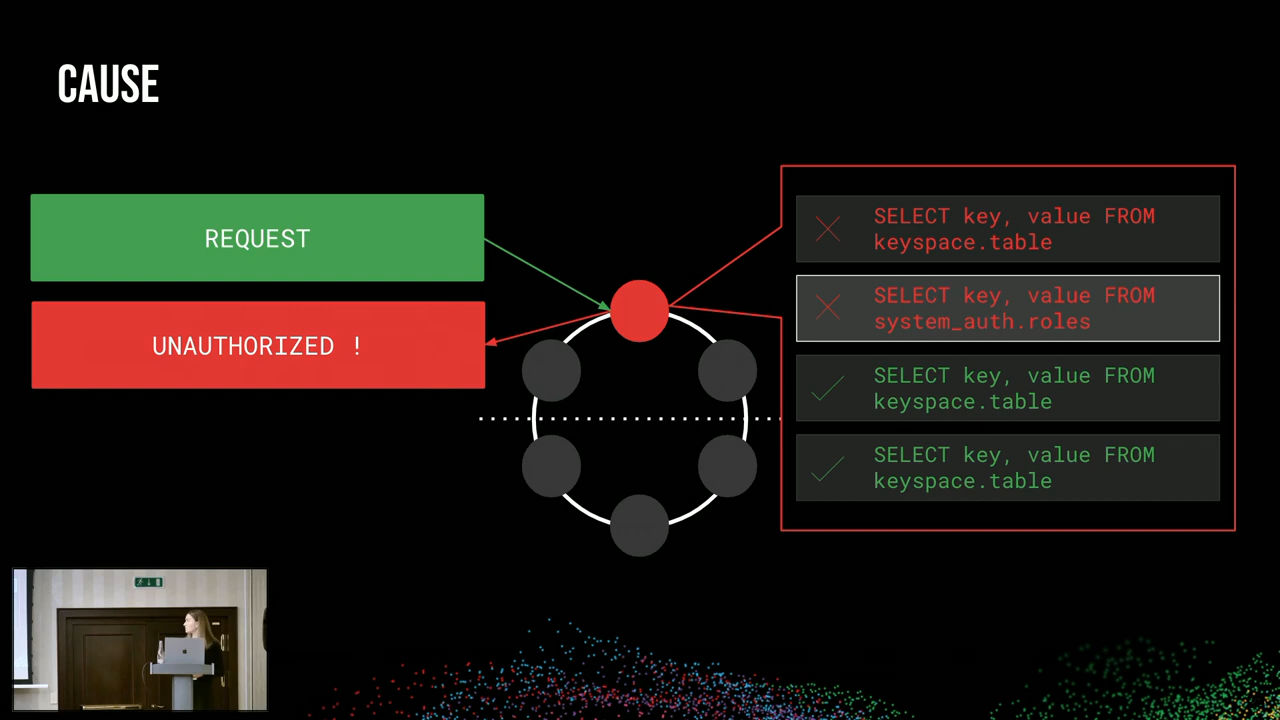 CAUSE
REQUEST
UNAUTHORIZED !
SELECT key, value FROM
keyspace.table
SELECT key, value FROM
system_auth.roles
SELECT key, value FROM
keyspace.table
SELECT key, value FROM
keyspace.table